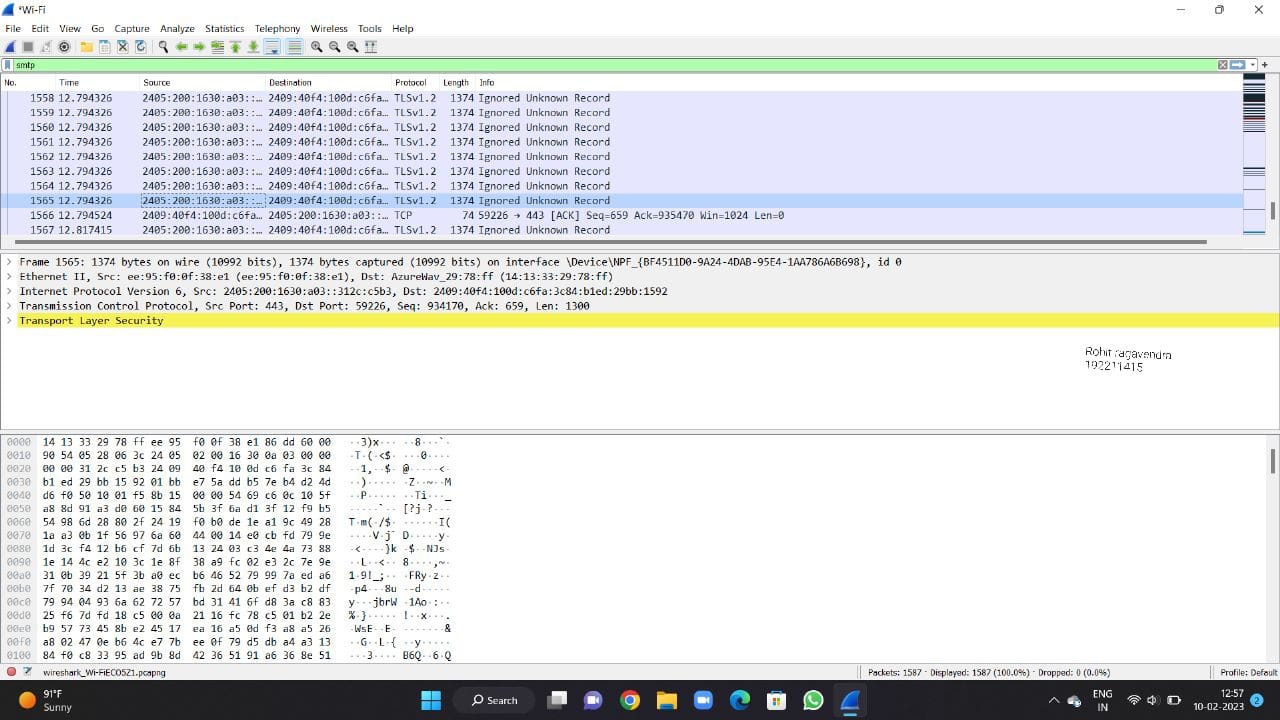 *Wi-Fi
File Edit View Go Capture Analyze Statistics Telephony Wireless Tools Help
smtp
No. Time Source Destination Protocol Length Info
1558 12.794326 2405:200:1630:a03::… 2409:40f4:100d:c6fa… TLSv1.2 1374 Ignored Unknown Record
1559 12.794326 2405:200:1630:a03::… 2409:40f4:100d:c6fa… TLSv1.2 1374 Ignored Unknown Record
1560 12.794326 2405:200:1630:a03::… 2409:40f4:100d:c6fa… TLSv1.2 1374 Ignored Unknown Record
1561 12.794326 2405:200:1630:a03::… 2409:40f4:100d:c6fa… TLSv1.2 1374 Ignored Unknown Record
1562 12.794326 2405:200:1630:a03::… 2409:40f4:100d:c6fa… TLSv1.2 1374 Ignored Unknown Record
1563 12.794326 2405:200:1630:a03::… 2409:40f4:100d:c6fa… TLSv1.2 1374 Ignored Unknown Record
1564 12.794326 2405:200:1630:a03::… 2409:40f4:100d:c6fa… TLSv1.2 1374 Ignored Unknown Record
1565 12.794326 2405:200:1630:a03::… 2409:40f4:100d:c6fa… TLSv1.2 1374 Ignored Unknown Record
1566 12.794524 2409:40f4:100d:c6fa… 2405:200:1630:a03::… TCP 74 59226 → 443 [ACK] Seq=659 Ack=935470 Win=1024 Len=0
1567 12.817415 2405:200:1630:a03::… 2409:40f4:100d:c6fa… TLSv1.2 1374 Ignored Unknown Record
Frame 1565: 1374 bytes on wire (10992 bits), 1374 bytes captured (10992 bits) on interface \Device\NPF_{BF4511D0-9A24-4DAB-95E4-1AA786A6B698}, id 0
Ethernet II, Src: ee:95:f0:0f:38:e1 (ee:95:f0:0f:38:e1), Dst: AzureWav_29:78:ff (14:13:33:29:78:ff)
Internet Protocol Version 6, Src: 2405:200:1630:a03::312c:c5b3, Dst: 2409:40f4:100d:c6fa:3c84:b1ed:29bb:1592
Transmission Control Protocol, Src Port: 443, Dst Port: 59226, Seq: 934170, Ack: 659, Len: 1300
Transport Layer Security
Rohit ragavendra
192211415
0000 14 13 33 29 78 ff ee 95 f0 0f 38 e1 86 dd 60 00 ··3)x··· ··8···`·
0010 90 54 05 28 06 3c 24 05 02 00 16 30 0a 03 00 00 ·T·(·<$· ···0····
0020 00 00 31 2c c5 b3 24 09 40 f4 10 0d c6 fa 3c 84 ··1,··$· @·····<·
0030 b1 ed 29 bb 15 92 01 bb e7 5a dd b5 7e b4 d2 4d ··)····· ·Z··~··M
0040 d6 f0 50 10 01 f5 8b 15 00 00 54 69 c6 0c 10 5f ··P····· ··Ti···_
0050 a8 8d 91 a3 d0 60 15 84 5b 3f 6a d1 3f 12 f9 b5 ·····`·· [?j·?···
0060 54 98 6d 28 80 2f 24 19 f0 b0 de 1e a1 9c 49 28 T·m(·/$· ······I(
0070 1a a3 0b 1f 56 97 6a 60 44 00 14 e0 cb fd 79 9e ····V·j` D·····y·
0080 1d 3c f4 12 b6 cf 7d 6b 13 24 03 c3 4e 4a 73 88 ·<····}k ·$··NJs·
0090 1e 14 4c e2 10 3c 1e 8f 38 a9 fc 02 e3 2c 7e 9e ··L··<·· 8····,~·
00a0 31 0b 39 21 5f 3b a0 ec b6 46 52 79 99 7a ed a6 1·9!_;·· ·FRy·z··
00b0 7f 70 34 d2 13 ae 38 75 fb 2d 64 0b ef d3 b2 df ·p4···8u ·-d·····
00c0 79 94 04 93 6a 62 72 57 bd 31 41 6f d8 3a c8 83 y···jbrW ·1Ao·:··
00d0 25 f6 7d fd 18 c5 00 0a 21 16 fc 78 c5 01 b2 2e %·}····· !··x···.
00e0 b9 57 73 45 8b e2 45 17 ea 16 a5 0d f3 a8 a5 26 ·WsE··E· ·······&
00f0 a8 02 47 0e b6 4c e7 7b ee 0f 79 d5 db a4 a3 13 ··G··L·{ ··y·····
0100 84 f0 c8 33 95 ad 9b 8d 42 36 51 91 a6 36 8e 51 ···3···· B6Q··6·Q
wireshark_Wi-FiECO5Z1.pcapng Packets: 1587 · Displayed: 1587 (100.0%) · Dropped: 0 (0.0%) Profile: Default
91°F
Sunny
Search
ENG
IN
12:57
10-02-2023
2